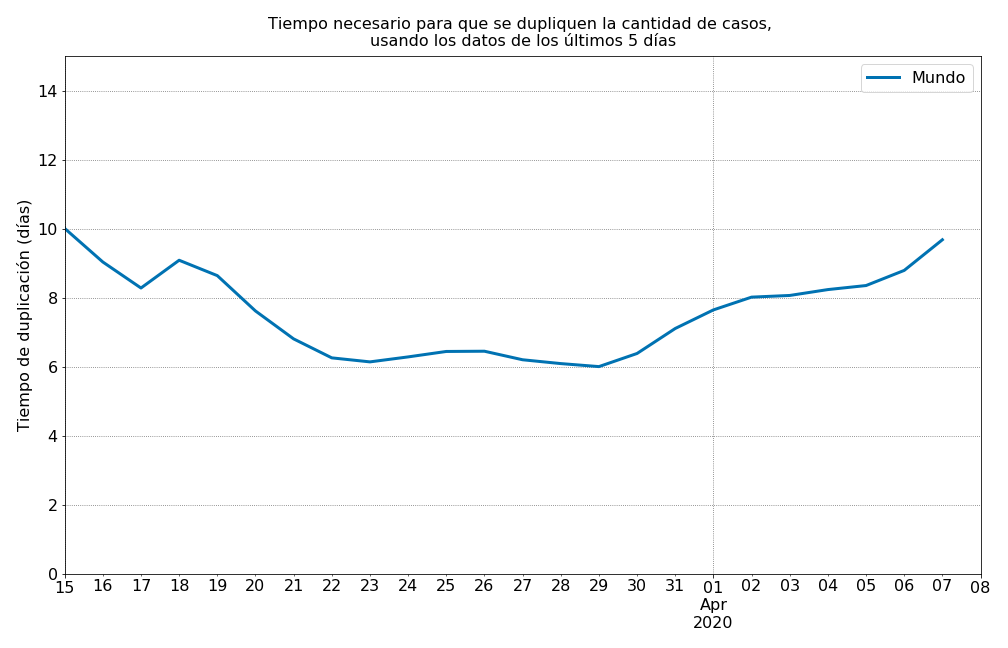 Tiempo necesario para que se dupliquen la cantidad de casos,
usando los datos de los últimos 5 días
Mundo
Tiempo de duplicación (días)
14
12
10
8
6
4
2
0
15 16 17 18 19 20 21 22 23 24 25 26 27 28 29 30 31 01 02 03 04 05 06 07 08
Apr
2020